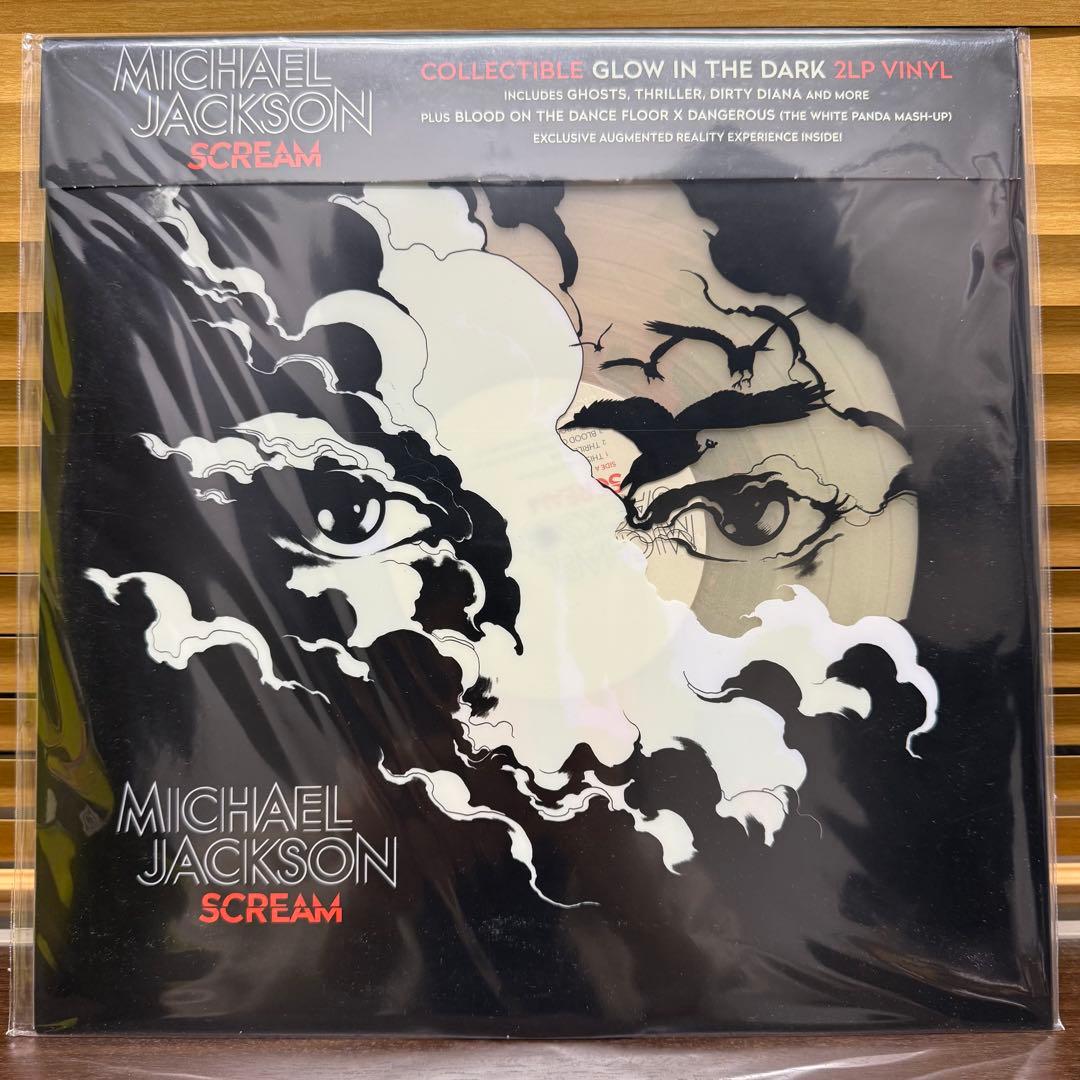 MICHAEL
JACKSON
SCREAM
COLLECTIBLE GLOW IN THE DARK 2LP VINYL
INCLUDES GHOSTS, THRILLER, DIRTY DIANA AND MORE
PLUS BLOOD ON THE DANCE FLOOR X DANGEROUS (THE WHITE PANDA MASH-UP)
EXCLUSIVE AUGMENTED REALITY EXPERIENCE INSIDE!
SIDE A
MICHAEL
JACKSON
SCREAM